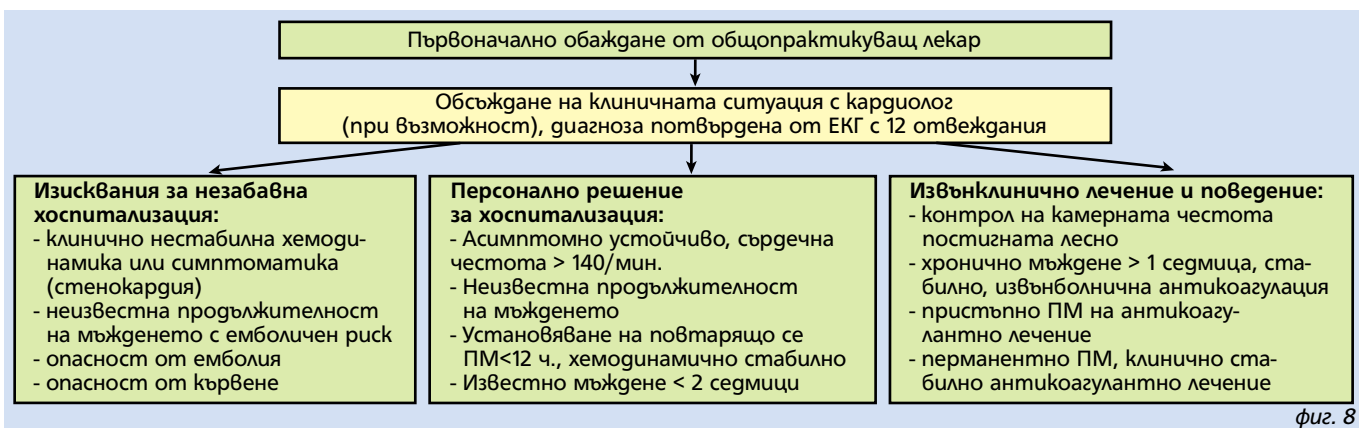 Първоначално обаждане от общопрактикуващ лекар
Обсъждане на клиничната ситуация с кардиолог
(при възможност), диагноза потвърдена от ЕКГ с 12 отвеждания
Изисквания за незабавна
хоспитализация:
- клинично нестабилна хемоди-
намика или симптоматика
(стенокардия)
- неизвестна продължителност
на мъжденето с емболичен риск
- опасност от емболия
- опасност от кървене
Персонално решение
за хоспитализация:
- Асимптомно устойчиво, сърдечна
честота > 140/мин.
- Неизвестна продължителност
на мъжденето
- Установяване на повтарящо се
ПМ<12 ч., хемодинамично стабилно
- Известно мъждене < 2 седмици
Извънклинично лечение и поведение:
- контрол на камерната честота
постигната лесно
- хронично мъждене > 1 седмица, ста-
билно, извънболнична антикоагулация
- пристъпно ПМ на антикоагу-
лантно лечение
- перманентно ПМ, клинично ста-
билно антикоагулантно лечение
фиг. 8